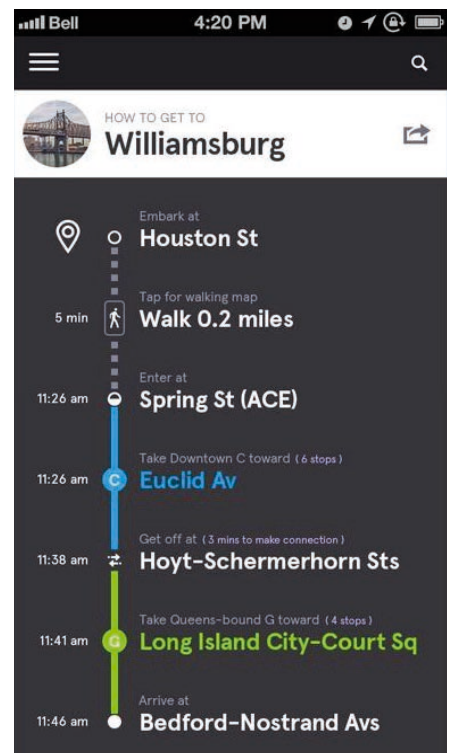 Bell 4:20 PM
HOW TO GET TO
Williamsburg
Embark at
Houston St
Tap for walking map
5 min Walk 0.2 miles
Enter at
11:26 am Spring St (ACE)
Take Downtown C toward (6 stops)
11:26 am C Euclid Av
Get off at (3 mins to make connection)
11:38 am Hoyt-Schermerhorn Sts
Take Queens-bound G toward (4 stops)
11:41 am G Long Island City-Court Sq
Arrive at
11:46 am Bedford-Nostrand Avs